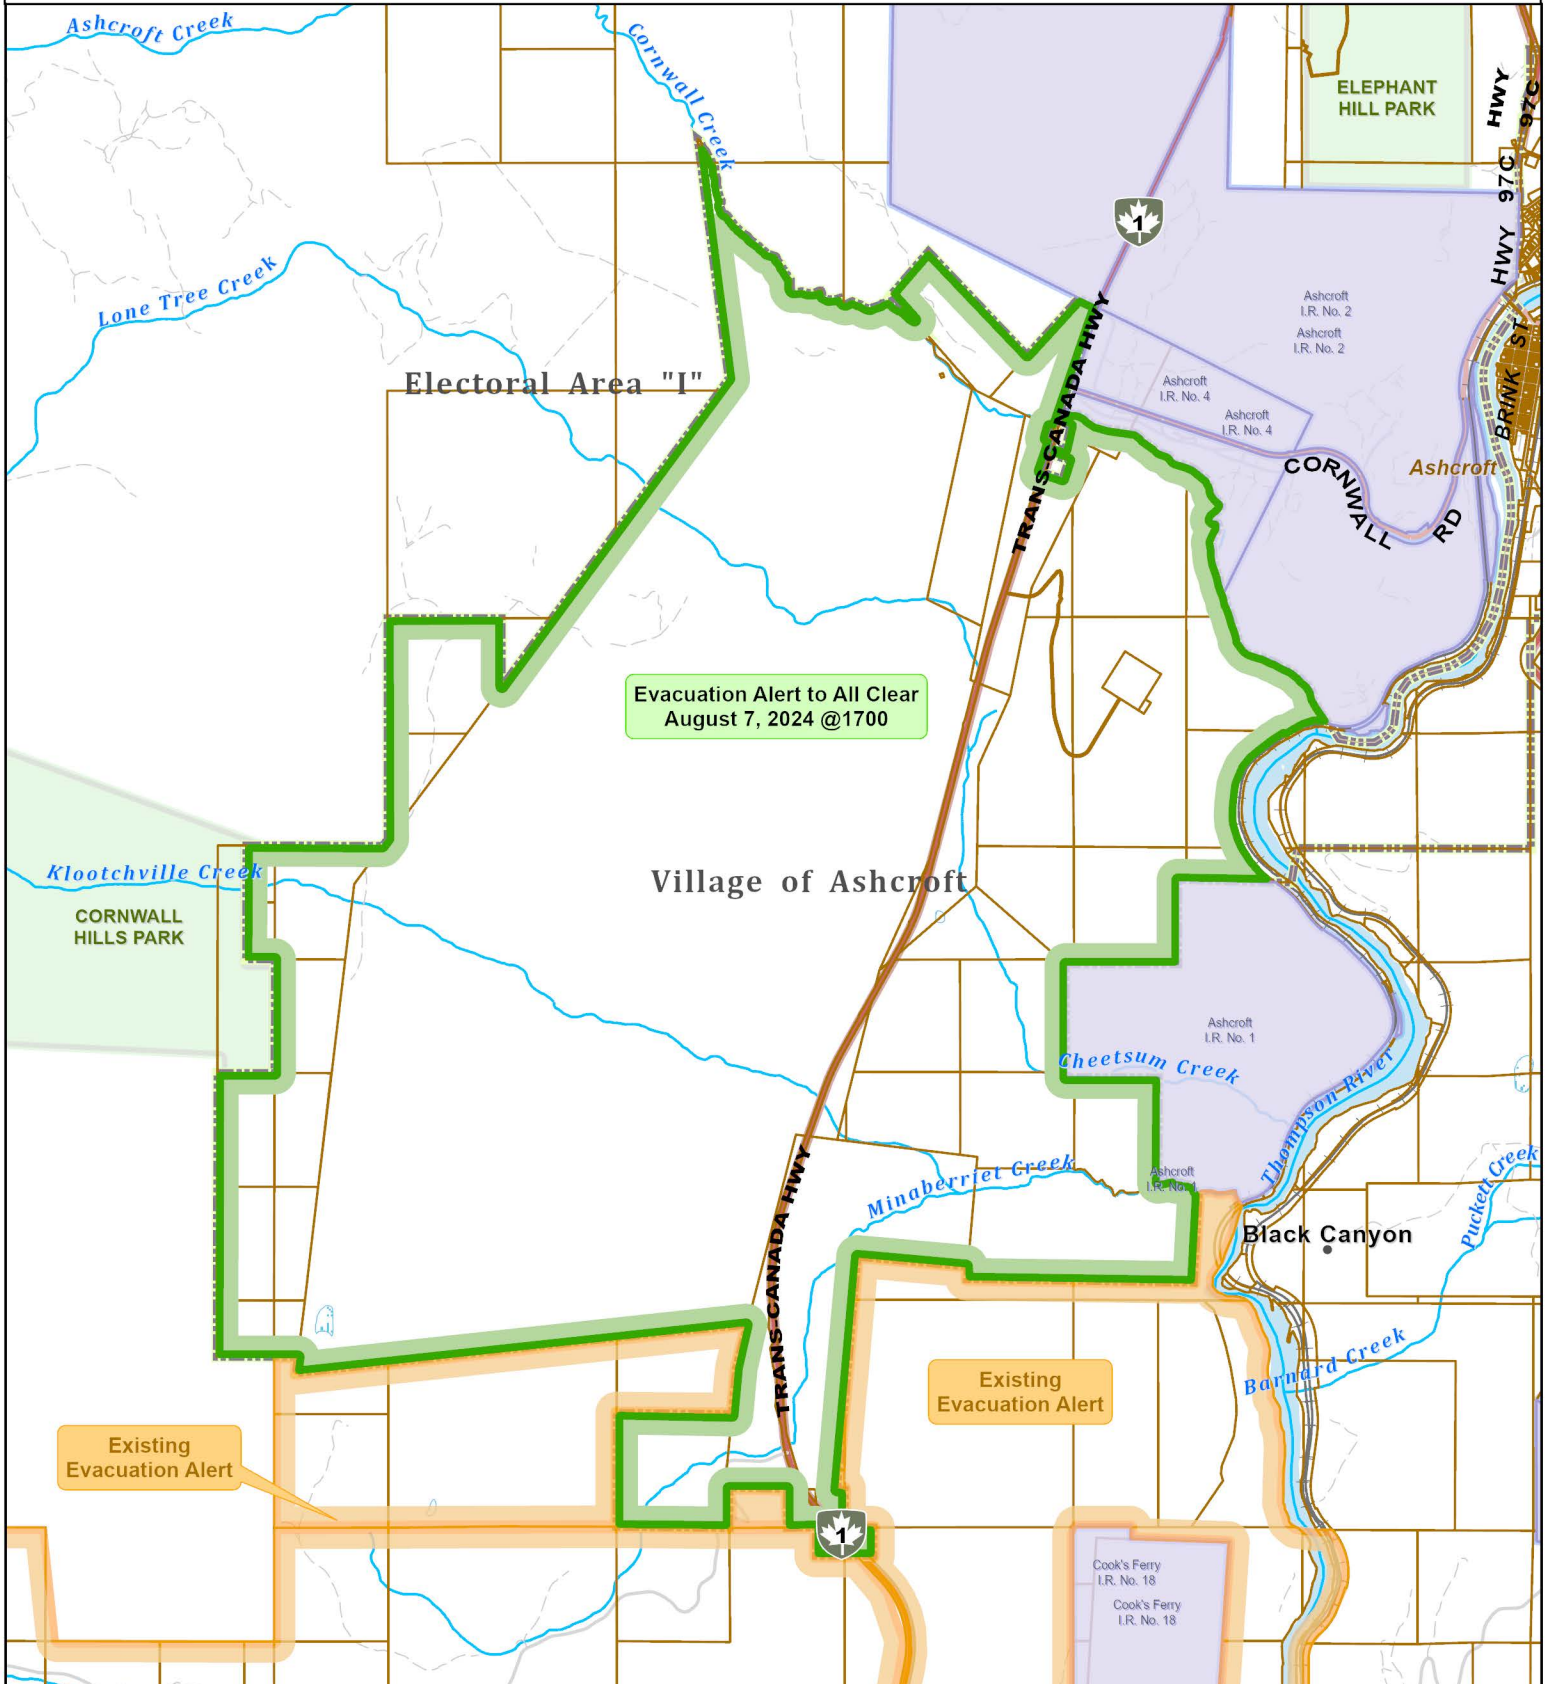 Ashcroft Creek
Cornwall Creek
ELEPHANT
HILL PARK
HWY 97C
HWY 97C
1
Lone Tree Creek
Ashcroft
I.R. No. 2
Ashcroft
I.R. No. 2
TRANS-CANADA HWY
BRINK ST
Electoral Area "I"
Ashcroft
I.R. No. 4
Ashcroft
I.R. No. 4
CORNWALL RD
Ashcroft
Evacuation Alert to All Clear
August 7, 2024 @1700
Klootchville Creek
Village of Ashcroft
CORNWALL
HILLS PARK
Ashcroft
I.R. No. 1
Cheetsum Creek
Thompson River
TRANS-CANADA HWY
Minaberriet Creek
Ashcroft
I.R. No. 1
Puckett Creek
Black Canyon
Barnard Creek
Existing
Evacuation Alert
Existing
Evacuation Alert
1
Cook's Ferry
I.R. No. 18
Cook's Ferry
I.R. No. 18